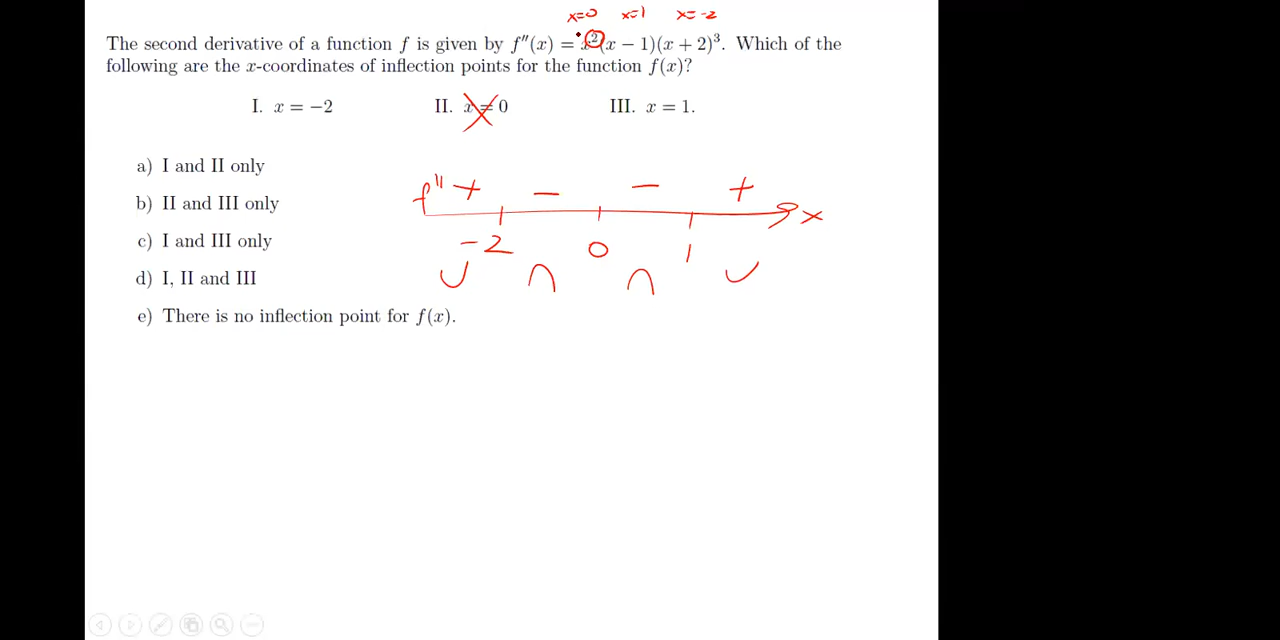 x=0 x=1 x=-2
The second derivative of a function f is given by f″(x) = x²(x − 1)(x + 2)³. Which of the
following are the x-coordinates of inflection points for the function f(x)?
I. x = −2 II. x = 0 III. x = 1.
a) I and II only
b) II and III only
c) I and III only
d) I, II and III
e) There is no inflection point for f(x).
f" + − − +
x
-2 0 1